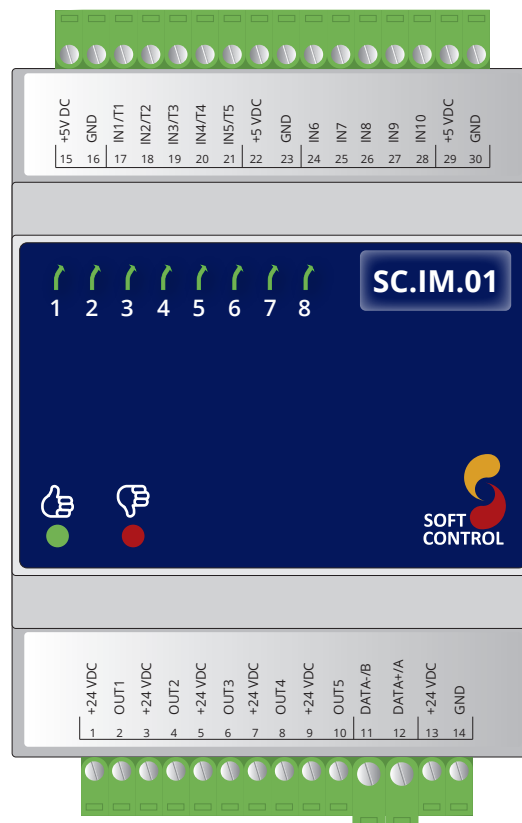 +5V DC GND IN1/T1 IN2/T2 IN3/T3 IN4/T4 IN5/T5 +5 VDC GND IN6 IN7 IN8 IN9 IN10 +5 VDC GND
15 16 17 18 19 20 21 22 23 24 25 26 27 28 29 30
SC.IM.01
1 2 3 4 5 6 7 8
SOFT
CONTROL
+24 VDC OUT1 +24 VDC OUT2 +24 VDC OUT3 +24 VDC OUT4 +24 VDC OUT5 DATA-/B DATA+/A +24 VDC GND
1 2 3 4 5 6 7 8 9 10 11 12 13 14